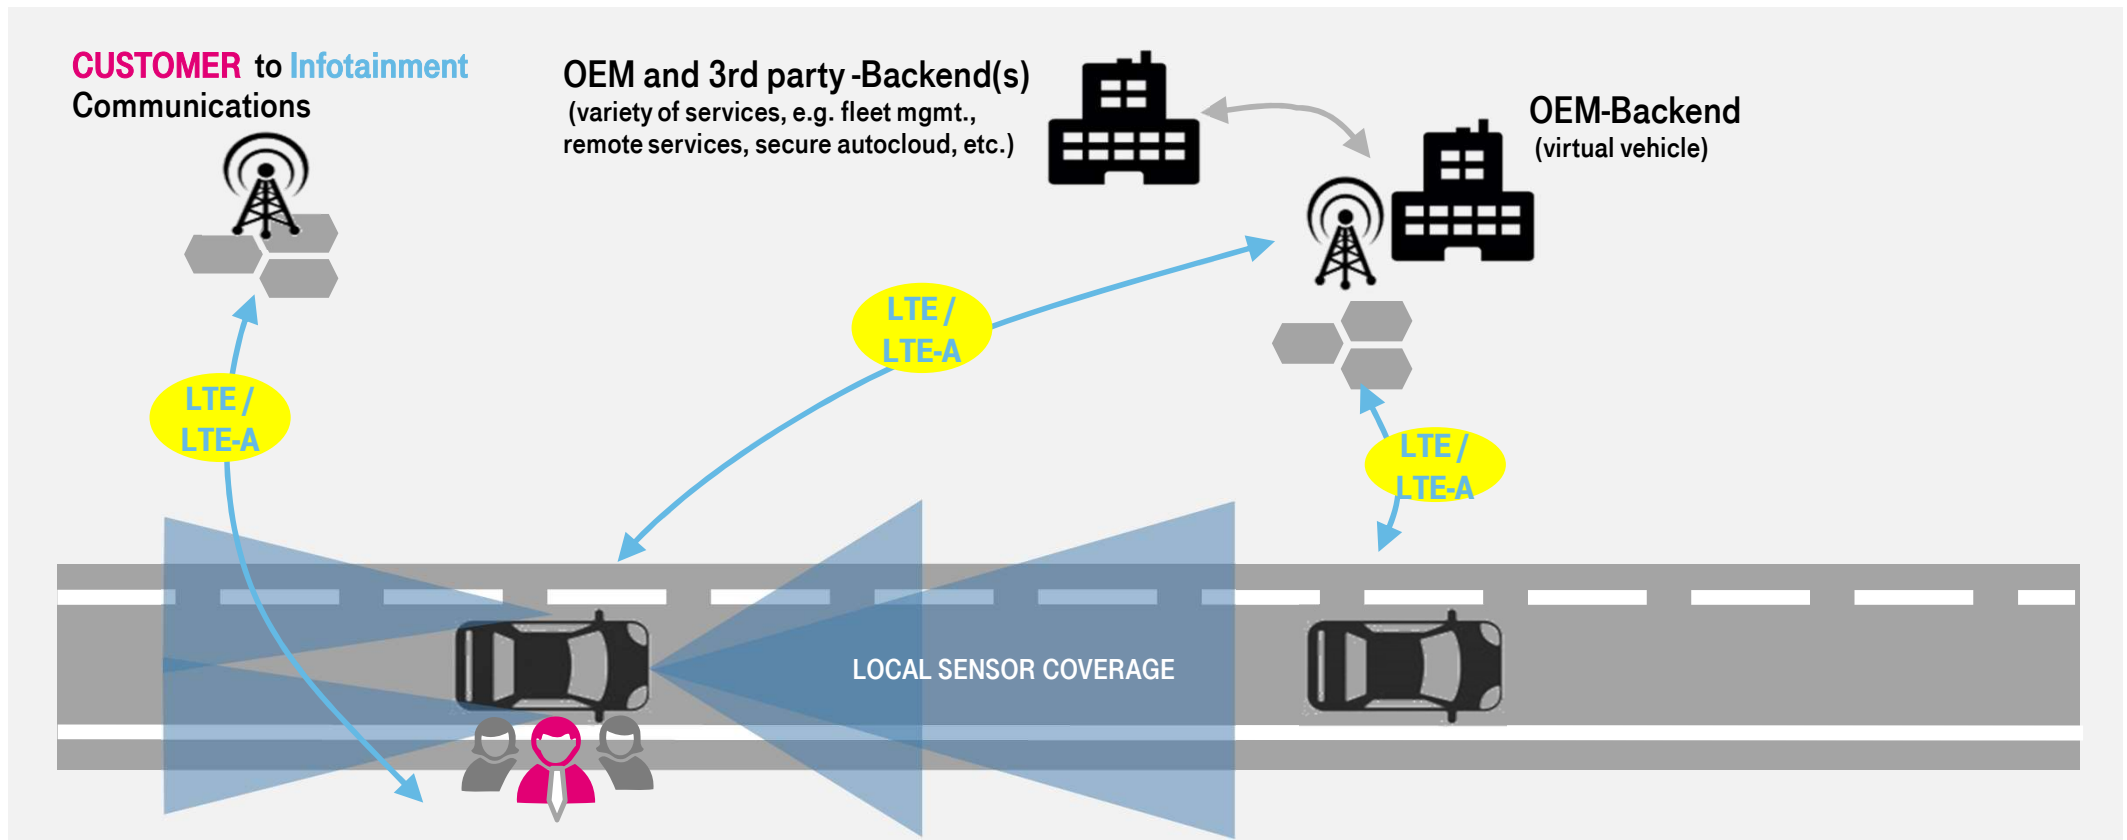 CUSTOMER to Infotainment
Communications
OEM and 3rd party -Backend(s)
(variety of services, e.g. fleet mgmt.,
remote services, secure autocloud, etc.)
OEM-Backend
(virtual vehicle)
LTE /
LTE-A
LTE /
LTE-A
LTE /
LTE-A
LOCAL SENSOR COVERAGE